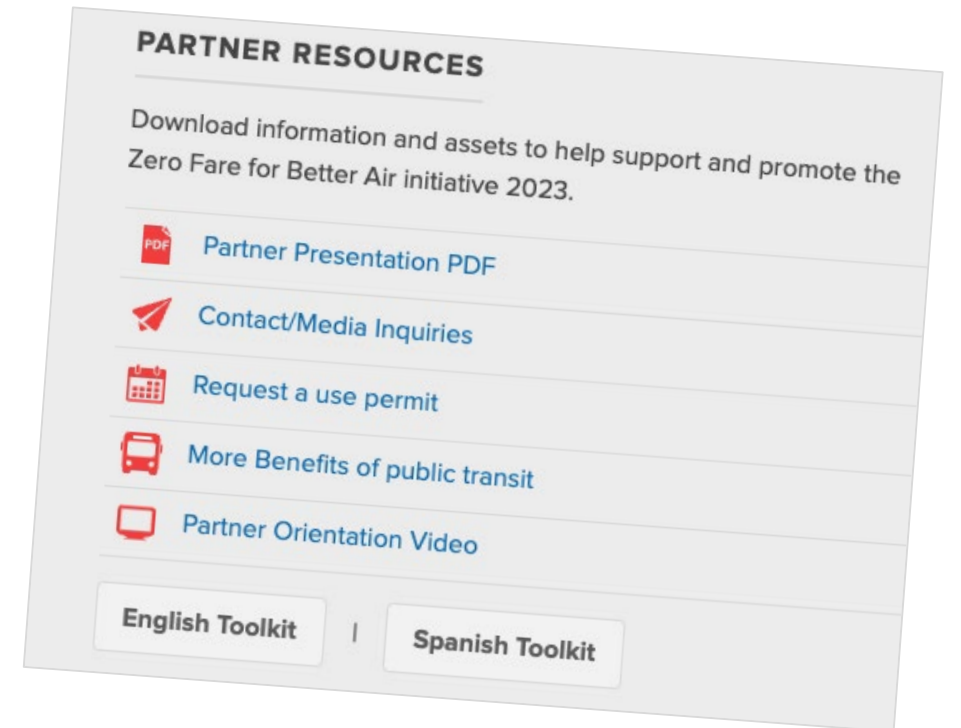 PARTNER RESOURCES
Download information and assets to help support and promote the
Zero Fare for Better Air initiative 2023.
PDF
Partner Presentation PDF
Contact/Media Inquiries
Request a use permit
More Benefits of public transit
Partner Orientation Video
English Toolkit | Spanish Toolkit